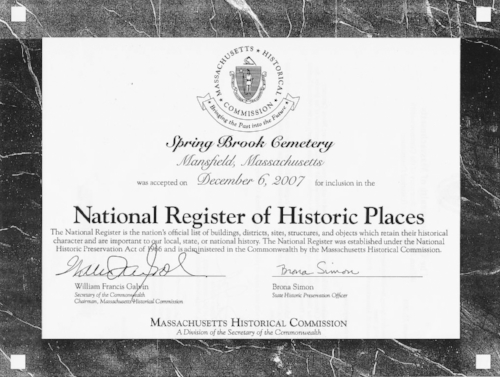 MASSACHUSETTS HISTORICAL COMMISSION
Bringing the Past into the Future
Spring Brook Cemetery
Mansfield, Massachusetts
was accepted on December 6, 2007 for inclusion in the
National Register of Historic Places
The National Register is the nation's official list of buildings, districts, sites, structures, and objects which retain their historical
character and are important to our local, state, or national history. The National Register was established under the National
Historic Preservation Act of 1966 and is administered in the Commonwealth by the Massachusetts Historical Commission.
Brona Simon
William Francis Galvin
Secretary of the Commonwealth
Chairman, Massachusetts Historical Commission
Brona Simon
State Historic Preservation Officer
MASSACHUSETTS HISTORICAL COMMISSION
A Division of the Secretary of the Commonwealth